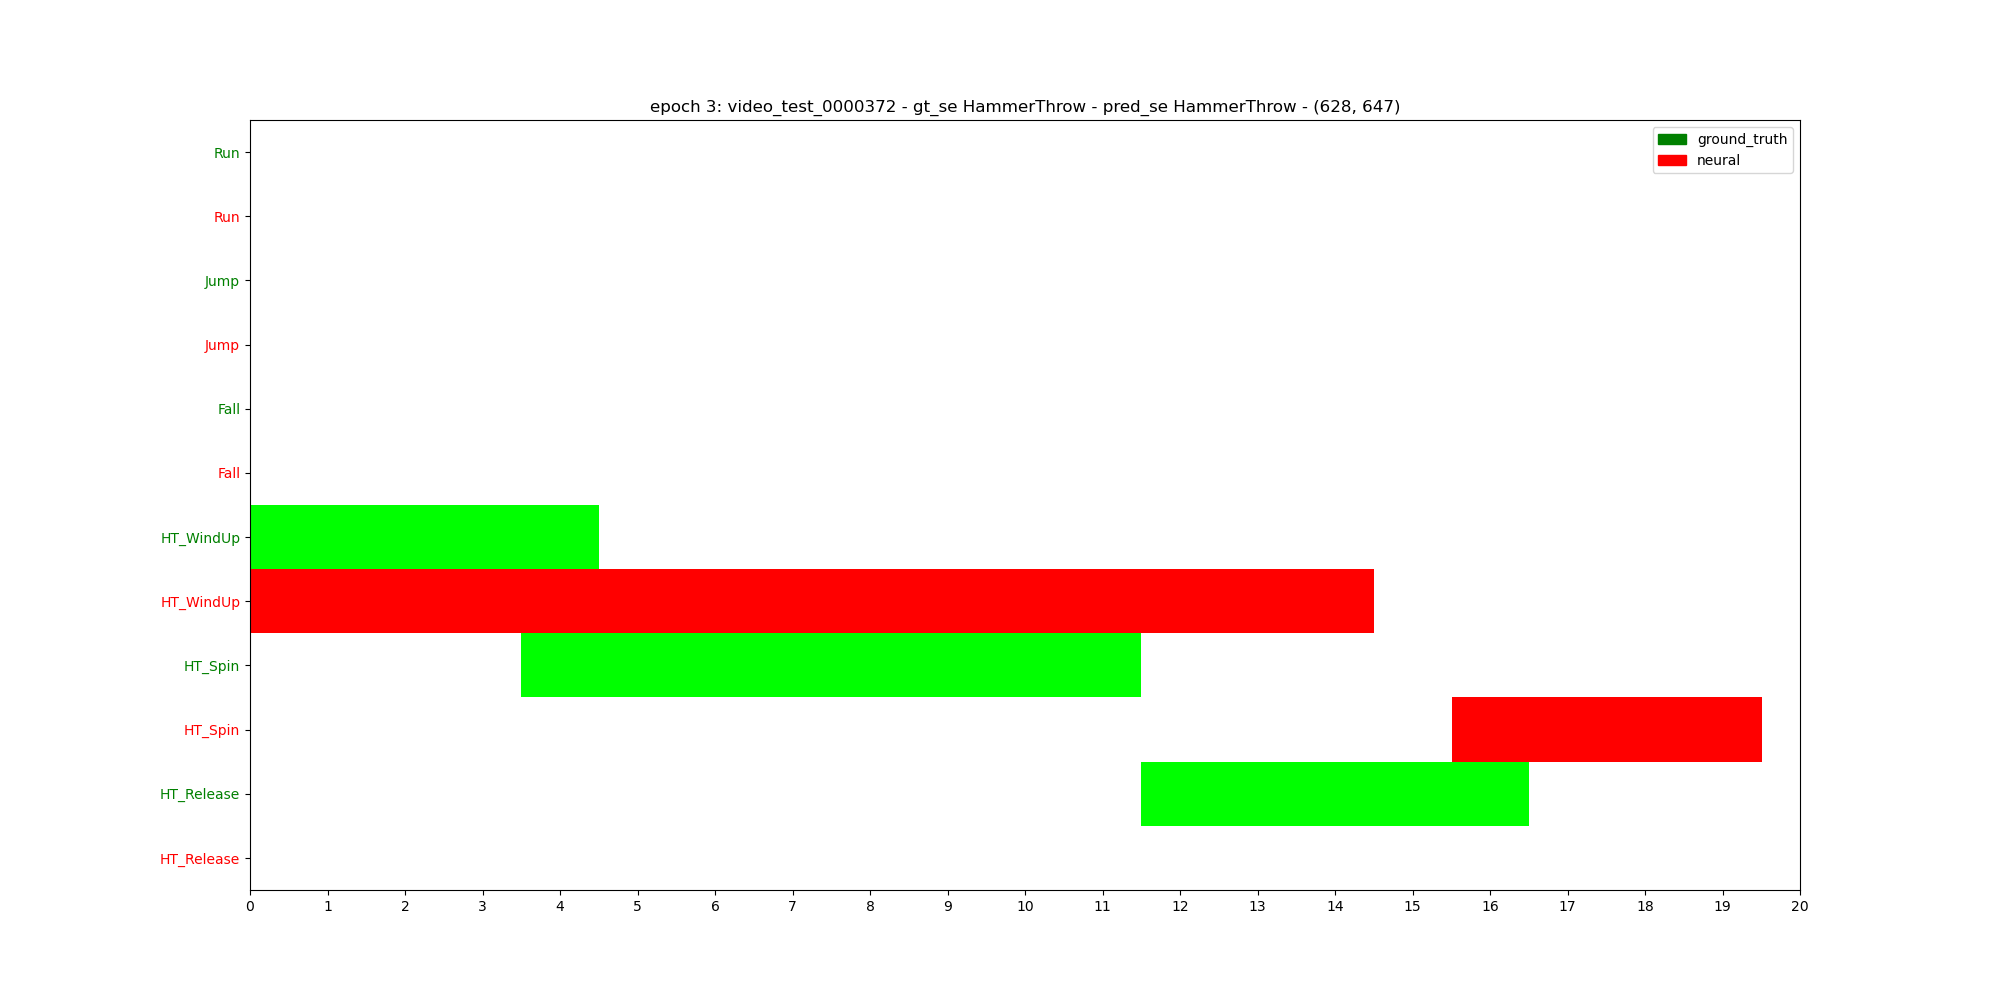 epoch 3: video_test_0000372 - gt_se HammerThrow - pred_se HammerThrow - (628, 647)
ground_truth
neural
Run
Run
Jump
Jump
Fall
Fall
HT_WindUp
HT_WindUp
HT_Spin
HT_Spin
HT_Release
HT_Release
0 1 2 3 4 5 6 7 8 9 10 11 12 13 14 15 16 17 18 19 20